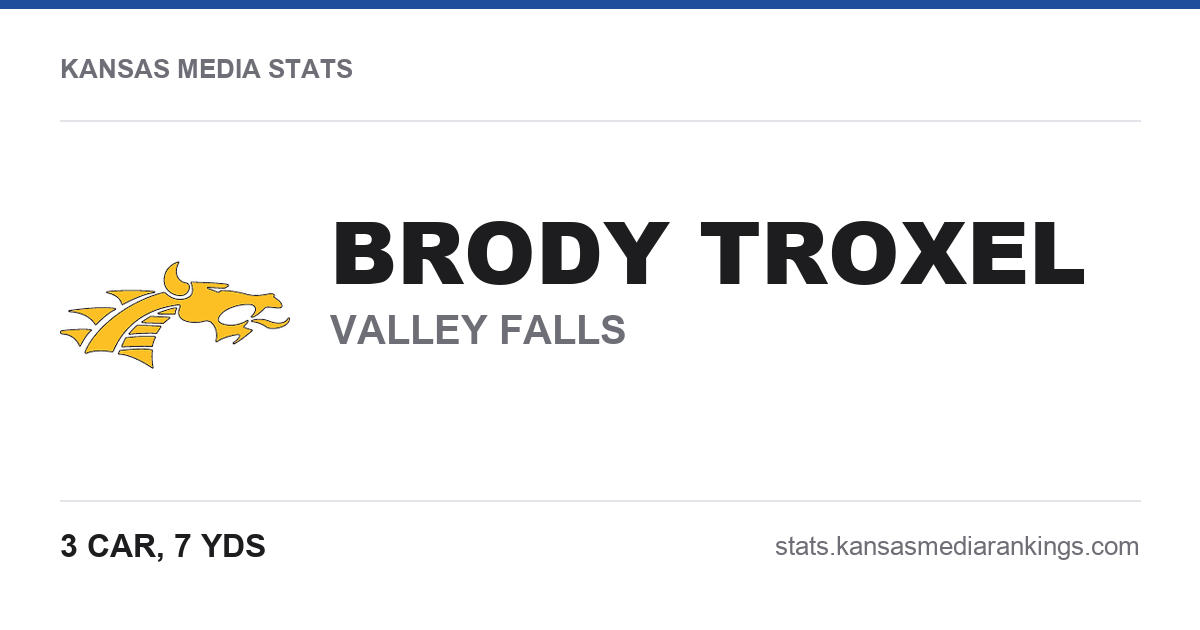 KANSAS MEDIA STATS
BRODY TROXEL
VALLEY FALLS
3 CAR, 7 YDS
stats.kansasmediarankings.com